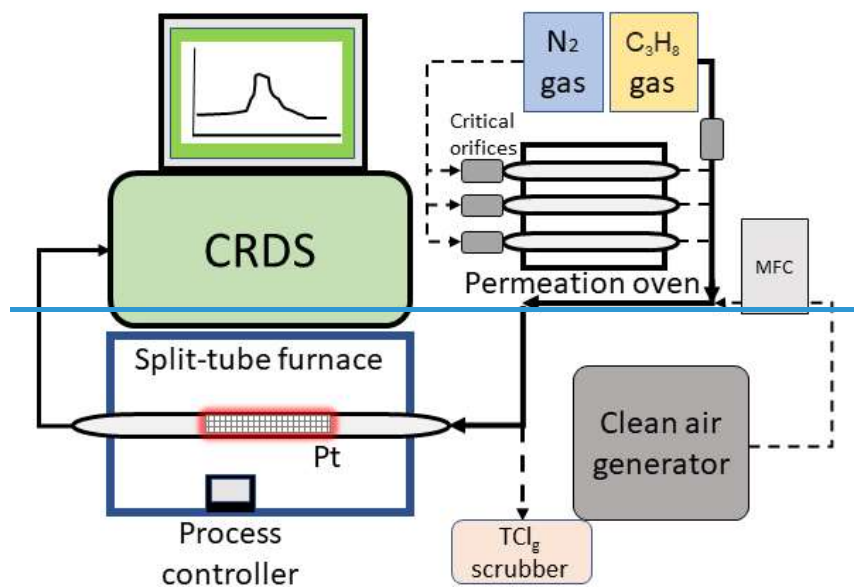 N₂
gas
C₃H₈
gas
Critical
orifices
CRDS
Permeation oven
MFC
Split-tube furnace
Pt
Clean air
generator
Process
controller
TCl₉
scrubber